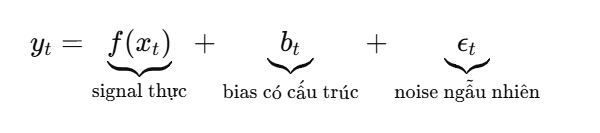 y_t = f(x_t) + b_t + ϵ_t
signal thực bias có cấu trúc noise ngẫu nhiên